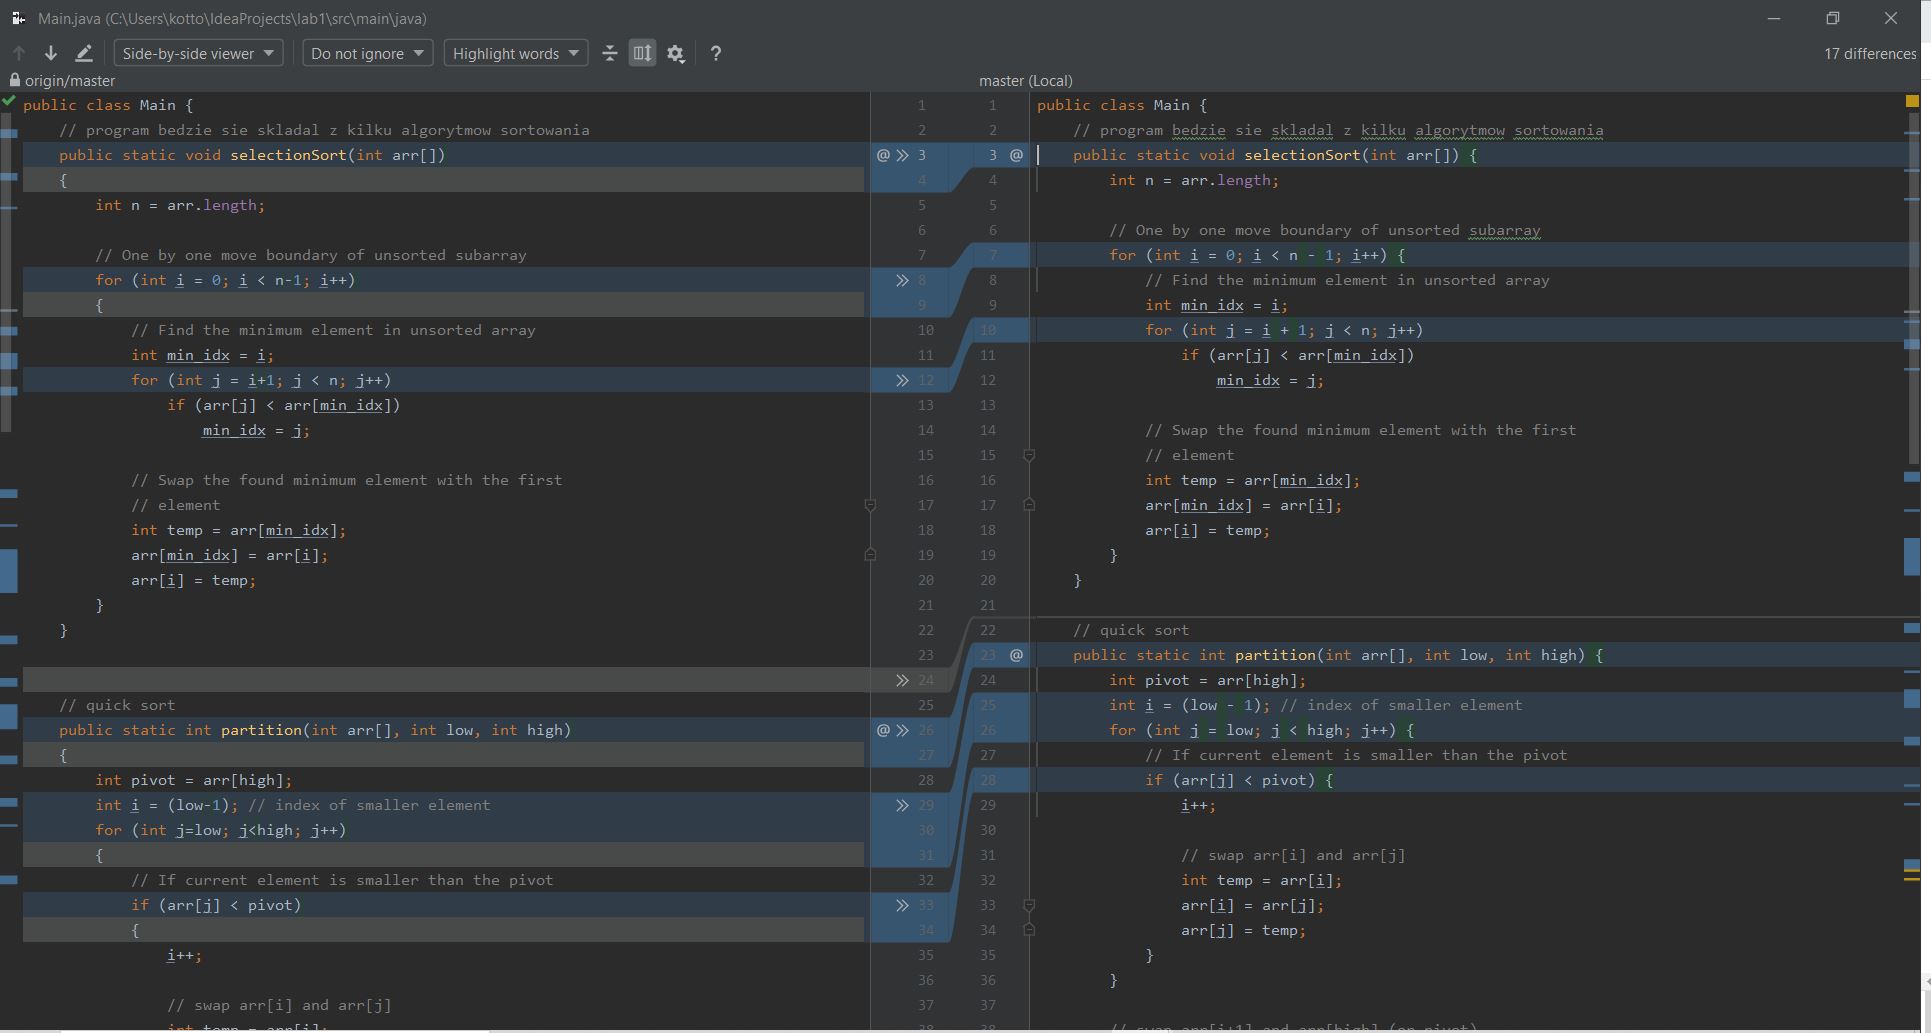 Main.java (C:\Users\kotto\IdeaProjects\lab1\src\main\java)
Side-by-side viewer Do not ignore Highlight words ? 17 differences
origin/master
public class Main { 1
// program bedzie sie skladal z kilku algorytmow sortowania 2
public static void selectionSort(int arr[]) @ 3
{ 4
int n = arr.length; 5
6
// One by one move boundary of unsorted subarray 7
for (int i = 0; i < n-1; i++) 8
{ 9
// Find the minimum element in unsorted array 10
int min_idx = i; 11
for (int j = i+1; j < n; j++) 12
if (arr[j] < arr[min_idx]) 13
min_idx = j; 14
15
// Swap the found minimum element with the first 16
// element 17
int temp = arr[min_idx]; 18
arr[min_idx] = arr[i]; 19
arr[i] = temp; 20
} 21
} 22
23
24
// quick sort 25
public static int partition(int arr[], int low, int high) @ 26
{ 27
int pivot = arr[high]; 28
int i = (low-1); // index of smaller element 29
for (int j=low; j<high; j++) 30
{ 31
// If current element is smaller than the pivot 32
if (arr[j] < pivot) 33
{ 34
i++; 35
36
// swap arr[i] and arr[j] 37
int temp = arr[i]; 38
master (Local)
1 public class Main {
2 // program bedzie sie skladal z kilku algorytmow sortowania
3 @ public static void selectionSort(int arr[]) {
4 int n = arr.length;
5
6 // One by one move boundary of unsorted subarray
7 for (int i = 0; i < n - 1; i++) {
8 // Find the minimum element in unsorted array
9 int min_idx = i;
10 for (int j = i + 1; j < n; j++)
11 if (arr[j] < arr[min_idx])
12 min_idx = j;
13
14 // Swap the found minimum element with the first
15 // element
16 int temp = arr[min_idx];
17 arr[min_idx] = arr[i];
18 arr[i] = temp;
19 }
20 }
21
22 // quick sort
23 @ public static int partition(int arr[], int low, int high) {
24 int pivot = arr[high];
25 int i = (low - 1); // index of smaller element
26 for (int j = low; j < high; j++) {
27 // If current element is smaller than the pivot
28 if (arr[j] < pivot) {
29 i++;
30
31 // swap arr[i] and arr[j]
32 int temp = arr[i];
33 arr[i] = arr[j];
34 arr[j] = temp;
35 }
36 }
37
38 // swap arr[i+1] and arr[high] (or pivot)